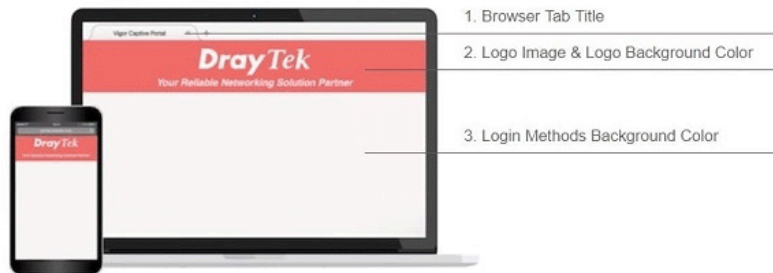 1. Browser Tab Title
Vigor Captive Portal
2. Logo Image & Logo Background Color
DrayTek
Your Reliable Networking Solution Partner
3. Login Methods Background Color
DrayTek